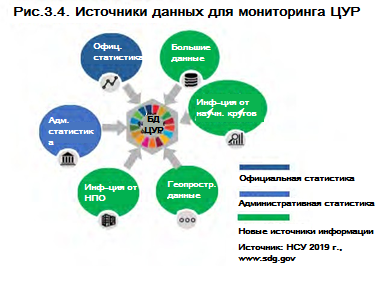 Рис.3.4. Источники данных для мониторинга ЦУР
Офиц.
статистика
Большие
данные
Инф-ция от
научн. кругов
Адм.
статистик
а
БД
ЦУР
Инф-ция от
НПО
Геопростр.
данные
Официальная статистика
Административная статистика
Новые источники информации
Источник: НСУ 2019 г.,
www.sdg.gov